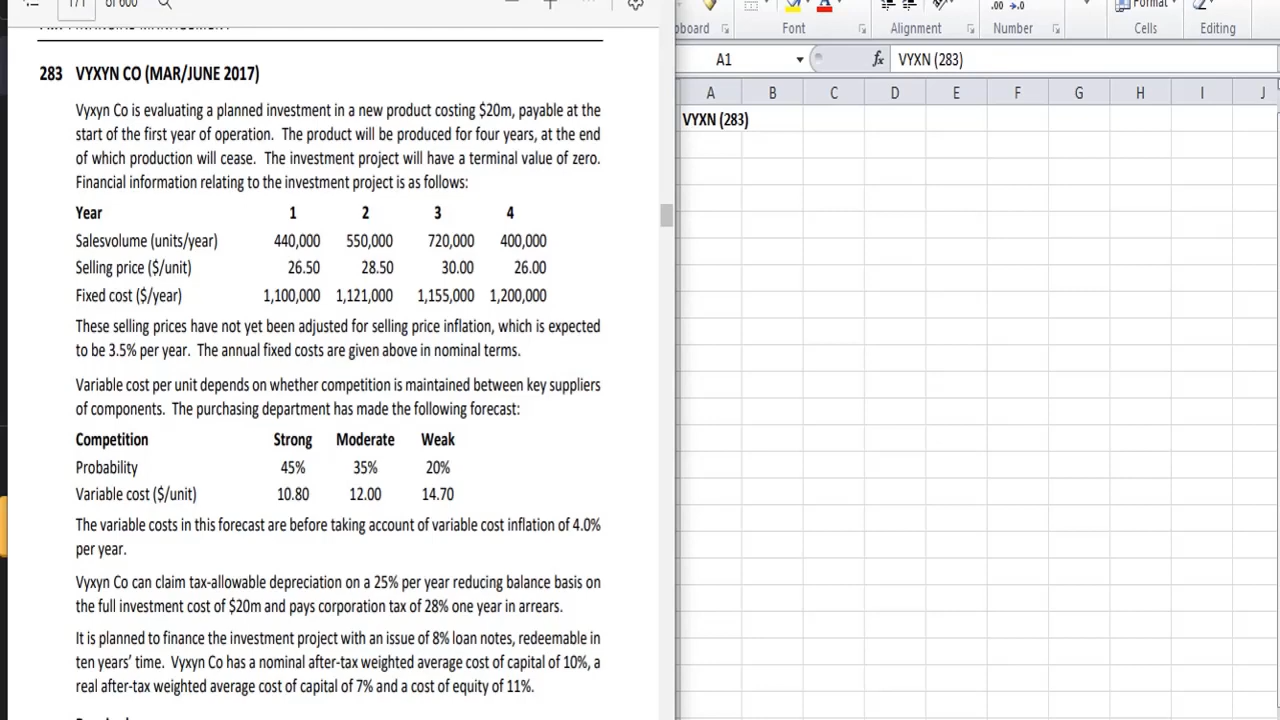 171 of 600
FINANCIAL MANAGEMENT
283 VYXYN CO (MAR/JUNE 2017)
Vyxyn Co is evaluating a planned investment in a new product costing $20m, payable at the
start of the first year of operation. The product will be produced for four years, at the end
of which production will cease. The investment project will have a terminal value of zero.
Financial information relating to the investment project is as follows:
Year 1 2 3 4
Salesvolume (units/year) 440,000 550,000 720,000 400,000
Selling price ($/unit) 26.50 28.50 30.00 26.00
Fixed cost ($/year) 1,100,000 1,121,000 1,155,000 1,200,000
These selling prices have not yet been adjusted for selling price inflation, which is expected
to be 3.5% per year. The annual fixed costs are given above in nominal terms.
Variable cost per unit depends on whether competition is maintained between key suppliers
of components. The purchasing department has made the following forecast:
Competition Strong Moderate Weak
Probability 45% 35% 20%
Variable cost ($/unit) 10.80 12.00 14.70
The variable costs in this forecast are before taking account of variable cost inflation of 4.0%
per year.
Vyxyn Co can claim tax-allowable depreciation on a 25% per year reducing balance basis on
the full investment cost of $20m and pays corporation tax of 28% one year in arrears.
It is planned to finance the investment project with an issue of 8% loan notes, redeemable in
ten years' time. Vyxyn Co has a nominal after-tax weighted average cost of capital of 10%, a
real after-tax weighted average cost of capital of 7% and a cost of equity of 11%.
board Font Alignment Number Cells Editing
Format
A1 fx VYXN (283)
A B C D E F G H I J
VYXN (283)